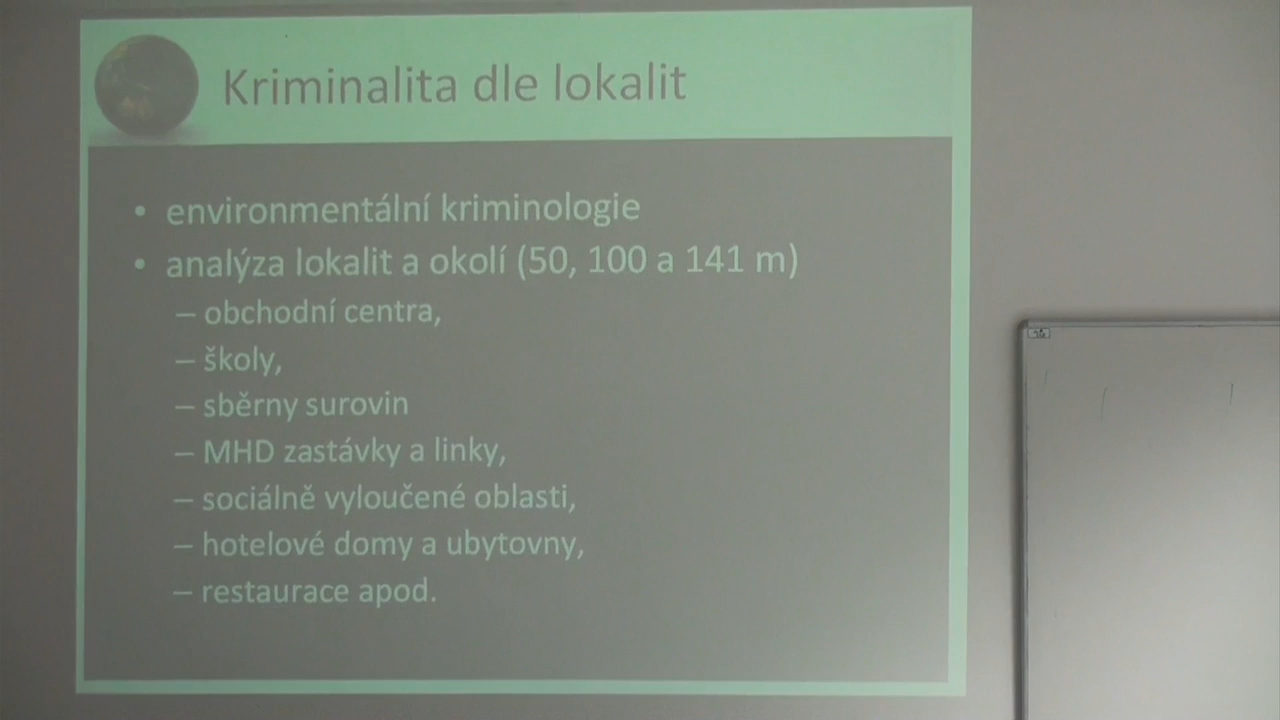 Kriminalita dle lokalit
• environmentální kriminologie
• analýza lokalit a okolí (50, 100 a 141 m)
– obchodní centra,
– školy,
– sběrny surovin
– MHD zastávky a linky,
– sociálně vyloučené oblasti,
– hotelové domy a ubytovny,
– restaurace apod.